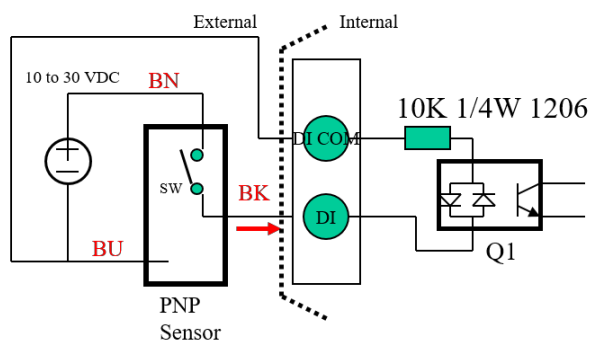 External
Internal
10 to 30 VDC
BN
10K 1/4W 1206
DI COM
SW
BK
DI
BU
Q1
PNP
Sensor